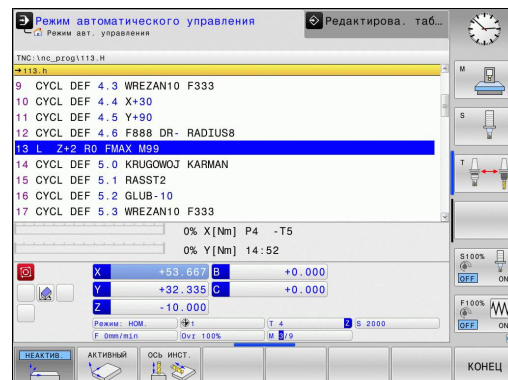 Режим автоматического управления
Режим авт. управления
Редактирова. таб...
TNC:\nc_prog\113.H
→113.h
9 CYCL DEF 4.3 WREZAN10 F333
10 CYCL DEF 4.4 X+30
11 CYCL DEF 4.5 Y+90
12 CYCL DEF 4.6 F888 DR- RADIUS8
13 L Z+2 R0 FMAX M99
14 CYCL DEF 5.0 KRUGOWOJ KARMAN
15 CYCL DEF 5.1 RASST2
16 CYCL DEF 5.2 GLUB-10
17 CYCL DEF 5.3 WREZAN10 F333
0% X[Nm] P4 -T5
0% Y[Nm] 14:52
X +53.667 B +0.000
Y +32.335 C +0.000
Z -10.000
Режим: НОМ. 1 T 4 Z S 2000
F 0mm/min Ovr 100% M 3/9
M
S
T
S100%
OFF ON
F100%
OFF ON
НЕАКТИВ.
АКТИВНЫЙ
ОСЬ ИНСТ.
КОНЕЦ